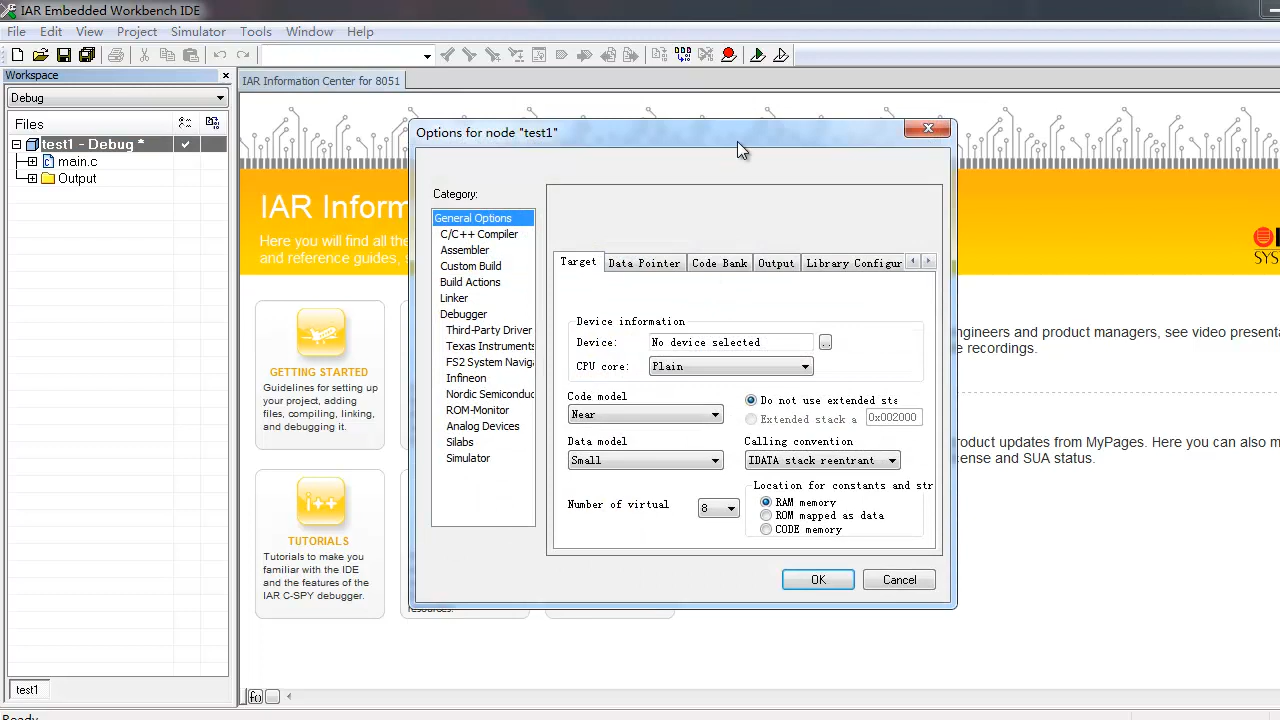 IAR Embedded Workbench IDE
File Edit View Project Simulator Tools Window Help
Workspace x
IAR Information Center for 8051
Debug
Files
test1 - Debug *
main.c
Output
test1
IAR Inform
Here you will find all the
and reference guides,
SYS
GETTING STARTED
Guidelines for setting up
your project, adding
files, compiling, linking,
and debugging it.
i++
TUTORIALS
Tutorials to make you
familiar with the IDE
and the features of the
IAR C-SPY debugger.
resources.
ngineers and product managers, see video presenta
e recordings.
roduct updates from MyPages. Here you can also m
cense and SUA status.
Options for node "test1"
Category:
General Options
C/C++ Compiler
Assembler
Custom Build
Build Actions
Linker
Debugger
Third-Party Driver
Texas Instruments
FS2 System Naviga
Infineon
Nordic Semiconduc
ROM-Monitor
Analog Devices
Silabs
Simulator
Target Data Pointer Code Bank Output Library Configur
Device information
Device: No device selected ...
CPU core: Plain
Code model
Near
Do not use extended sta
Extended stack a 0x002000
Data model
Small
Calling convention
IDATA stack reentrant
Number of virtual 8
Location for constants and str
RAM memory
ROM mapped as data
CODE memory
OK Cancel
f()
Ready